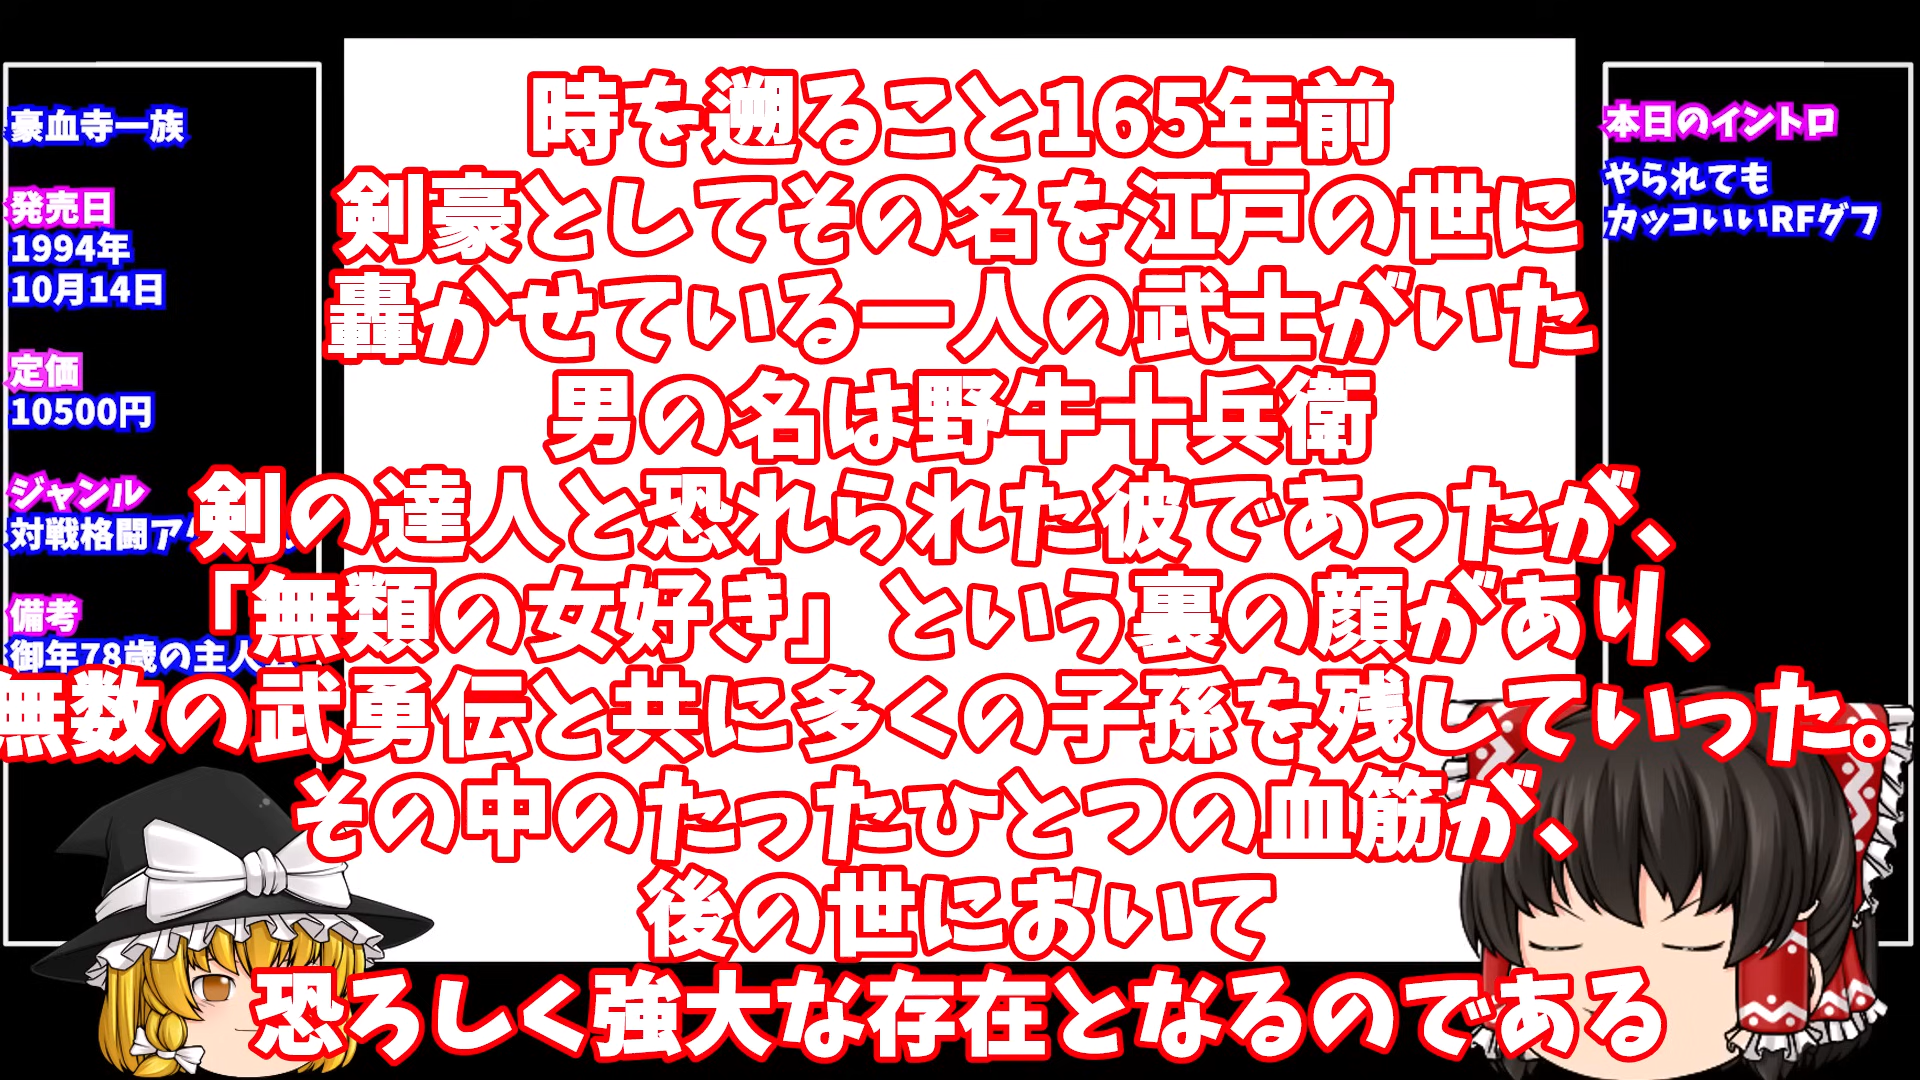 豪血寺一族
発売日
1994年
10月14日
定価
10500円
ジャンル
対戦格闘ア
備考
御年78歳の主人
時を遡ること165年前
剣豪としてその名を江戸の世に
轟かせている一人の武士がいた
男の名は野牛十兵衛
剣の達人と恐れられた彼であったが、
「無類の女好き」という裏の顔があり、
無数の武勇伝と共に多くの子孫を残していった。
その中のたったひとつの血筋が、
後の世において
恐ろしく強大な存在となるのである
本日のイントロ
やられても
カッコいいRFグフ